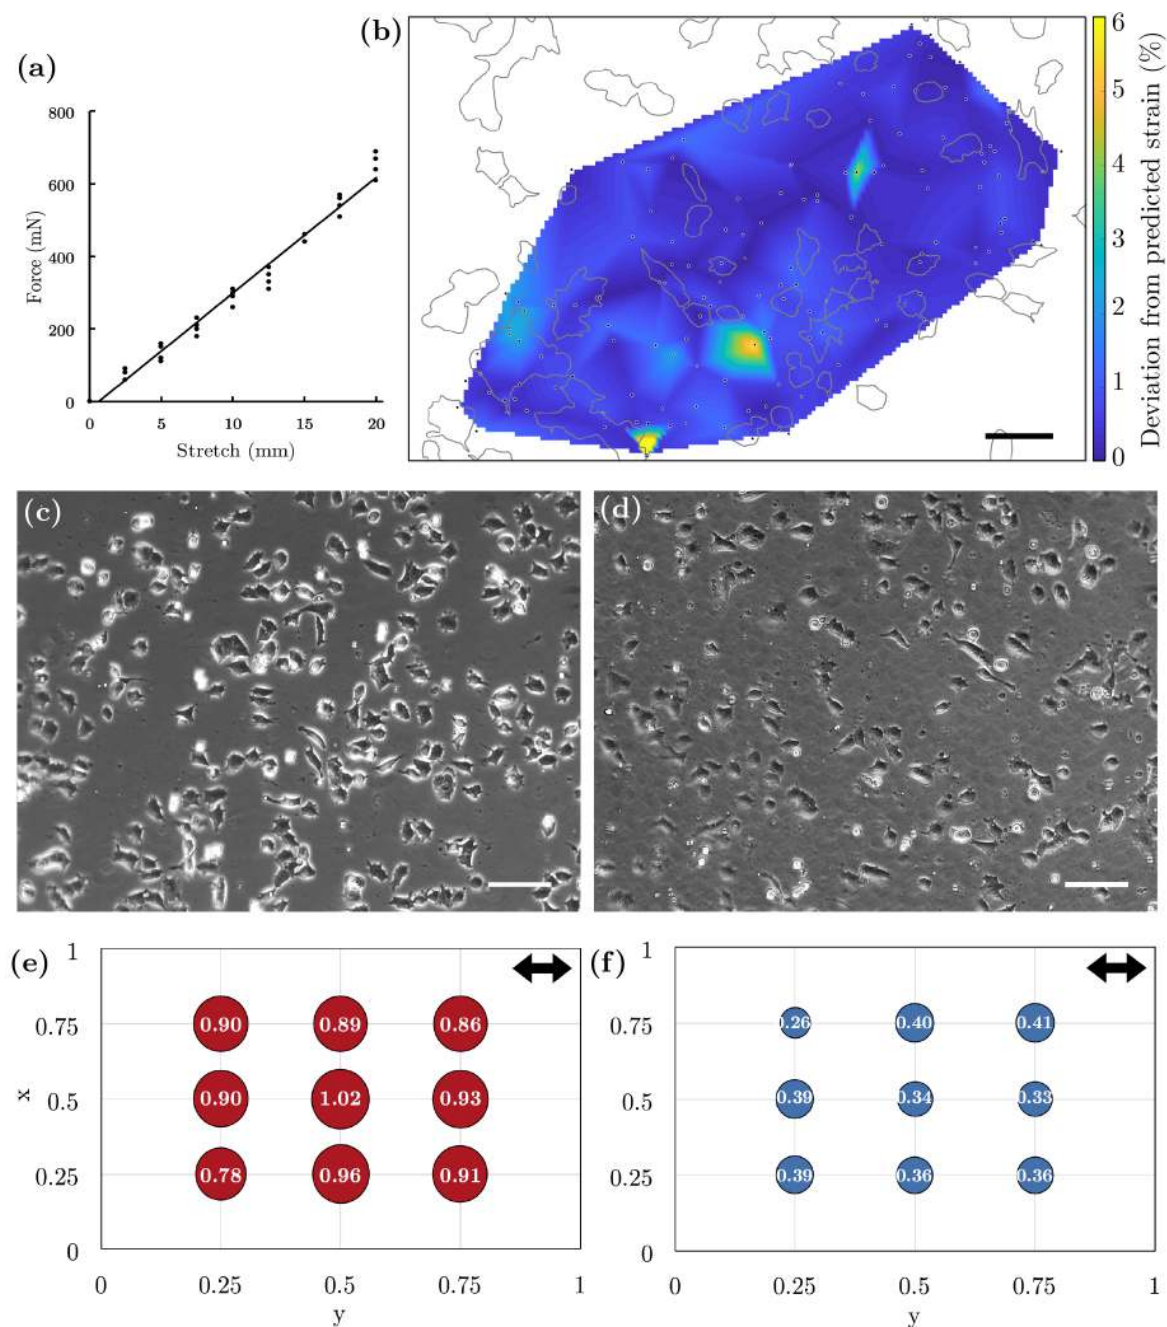 (a)
800
600
400
200
0
0 5 10 15 20
Force (mN)
Stretch (mm)
(b)
6
5
4
3
2
1
0
Deviation from predicted strain (%)
(c)
(d)
(e)
1
0.75
0.5
0.25
0
x
0.90 0.89 0.86
0.90 1.02 0.93
0.78 0.96 0.91
0 0.25 0.5 0.75 1
y
(f)
1
0.75
0.5
0.25
0
0.26 0.40 0.41
0.39 0.34 0.33
0.39 0.36 0.36
0 0.25 0.5 0.75 1
y